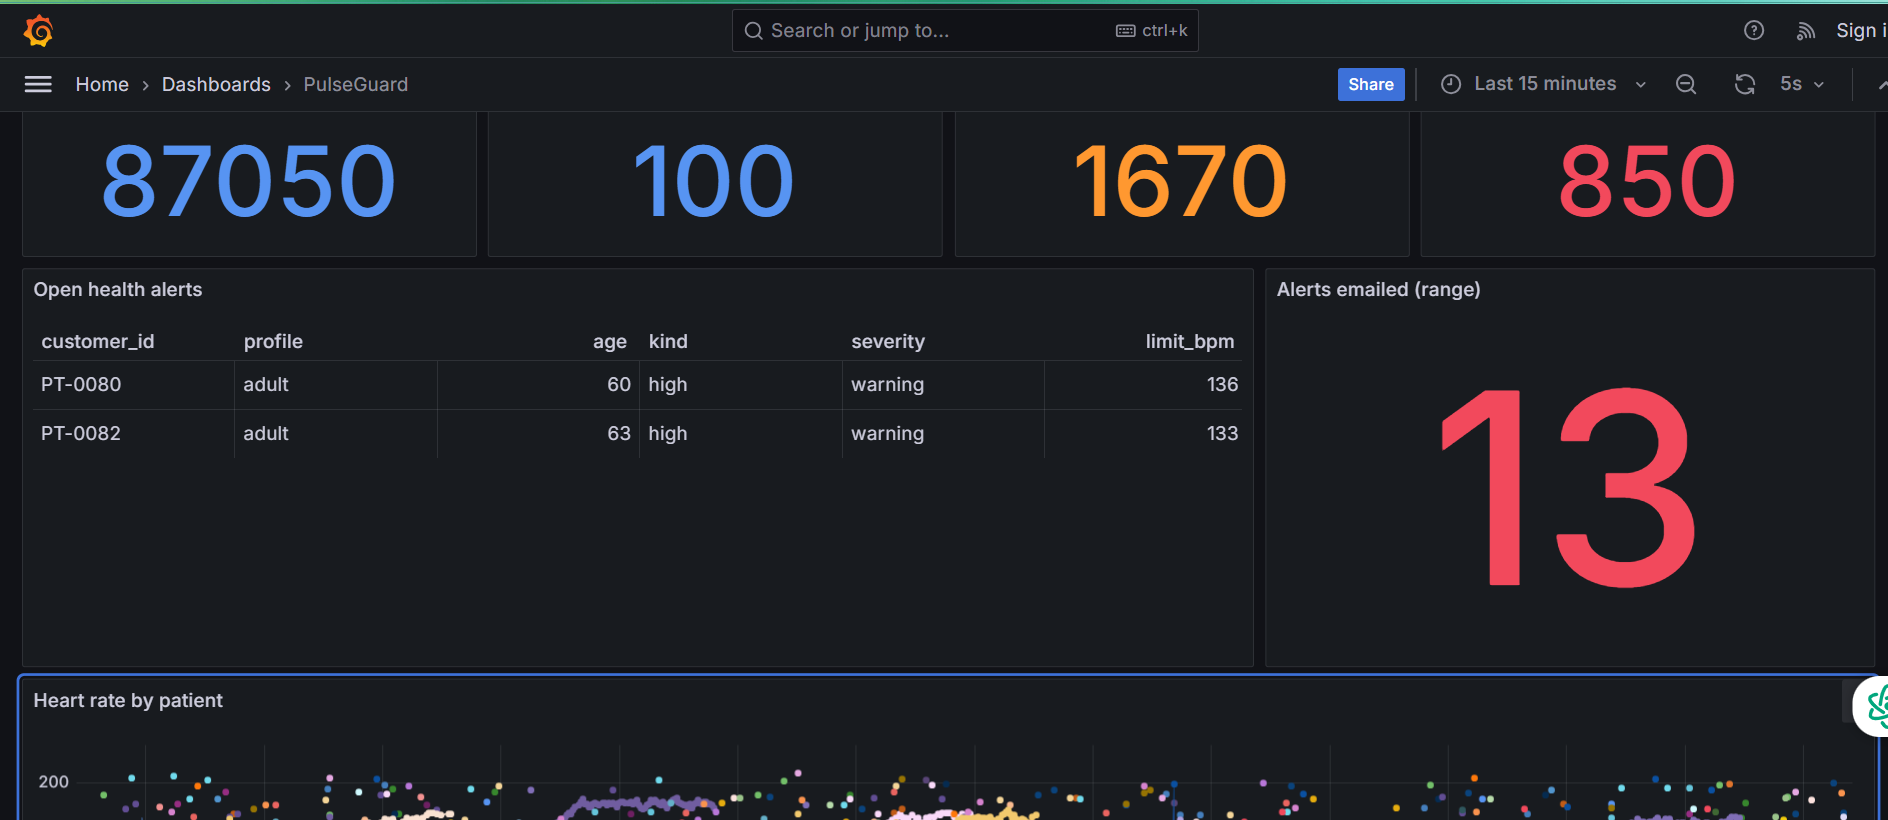 Search or jump to... ctrl+k Sign i
Home › Dashboards › PulseGuard Share Last 15 minutes 5s
87050 100 1670 850
Open health alerts
customer_id profile age kind severity limit_bpm
PT-0080 adult 60 high warning 136
PT-0082 adult 63 high warning 133
Alerts emailed (range)
13
Heart rate by patient
200